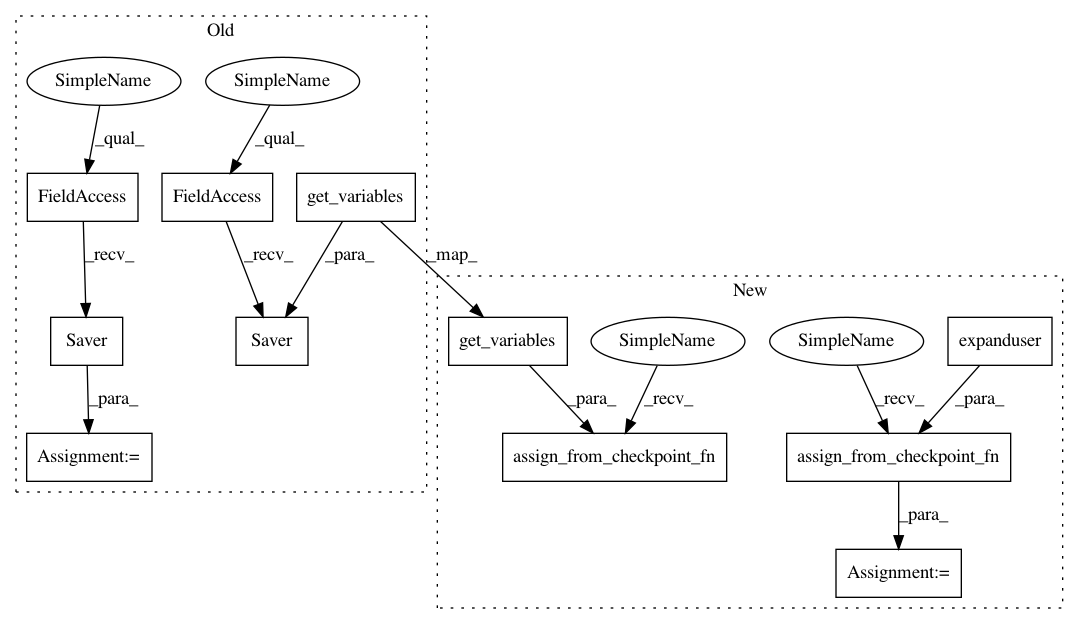 Old
SimpleName
SimpleName
_qual_
_qual_
FieldAccess
FieldAccess
get_variables
_recv_
_recv_
_para_
_map_
New
Saver
Saver
get_variables
SimpleName
SimpleName
expanduser
_para_
_para_
_recv_
_recv_
_para_
Assignment:=
assign_from_checkpoint_fn
assign_from_checkpoint_fn
_para_
Assignment:=